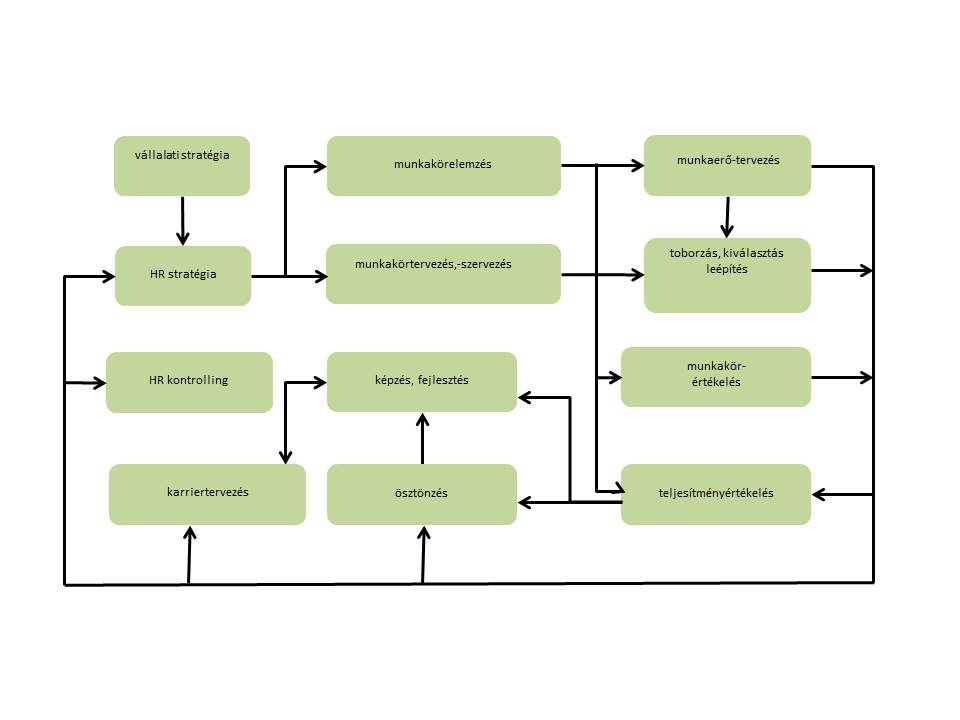 vállalati stratégia
munkakörelemzés
munkaerő-tervezés
HR stratégia
munkakörtervezés,-szervezés
toborzás, kiválasztás
leépítés
HR kontrolling
képzés, fejlesztés
munkakör-
értékelés
karriertervezés
ösztönzés
teljesítményértékelés